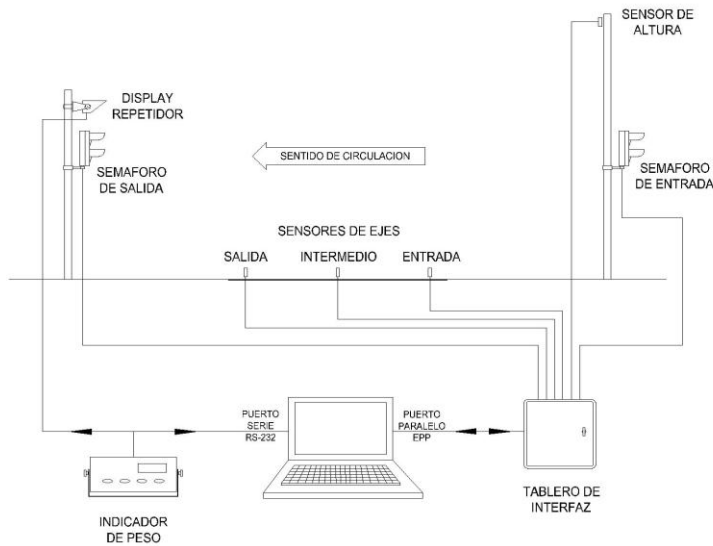 SENSOR DE
ALTURA
DISPLAY
REPETIDOR
SEMAFORO
DE SALIDA
SENTIDO DE CIRCULACION
SEMAFORO
DE ENTRADA
SENSORES DE EJES
SALIDA
INTERMEDIO
ENTRADA
PUERTO
SERIE
RS-232
PUERTO
PARALELO
EPP
INDICADOR
DE PESO
TABLERO DE
INTERFAZ